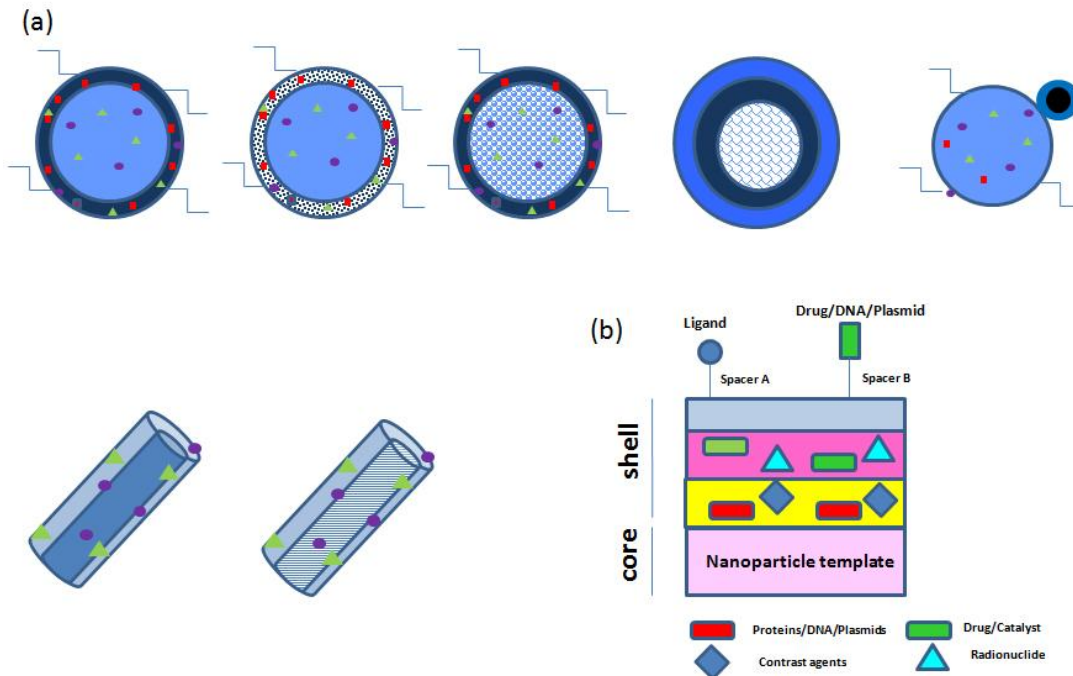 (a)
(b)
Ligand
Drug/DNA/Plasmid
Spacer A
Spacer B
shell
core
Nanoparticle template
Proteins/DNA/Plasmids
Drug/Catalyst
Contrast agents
Radionuclide